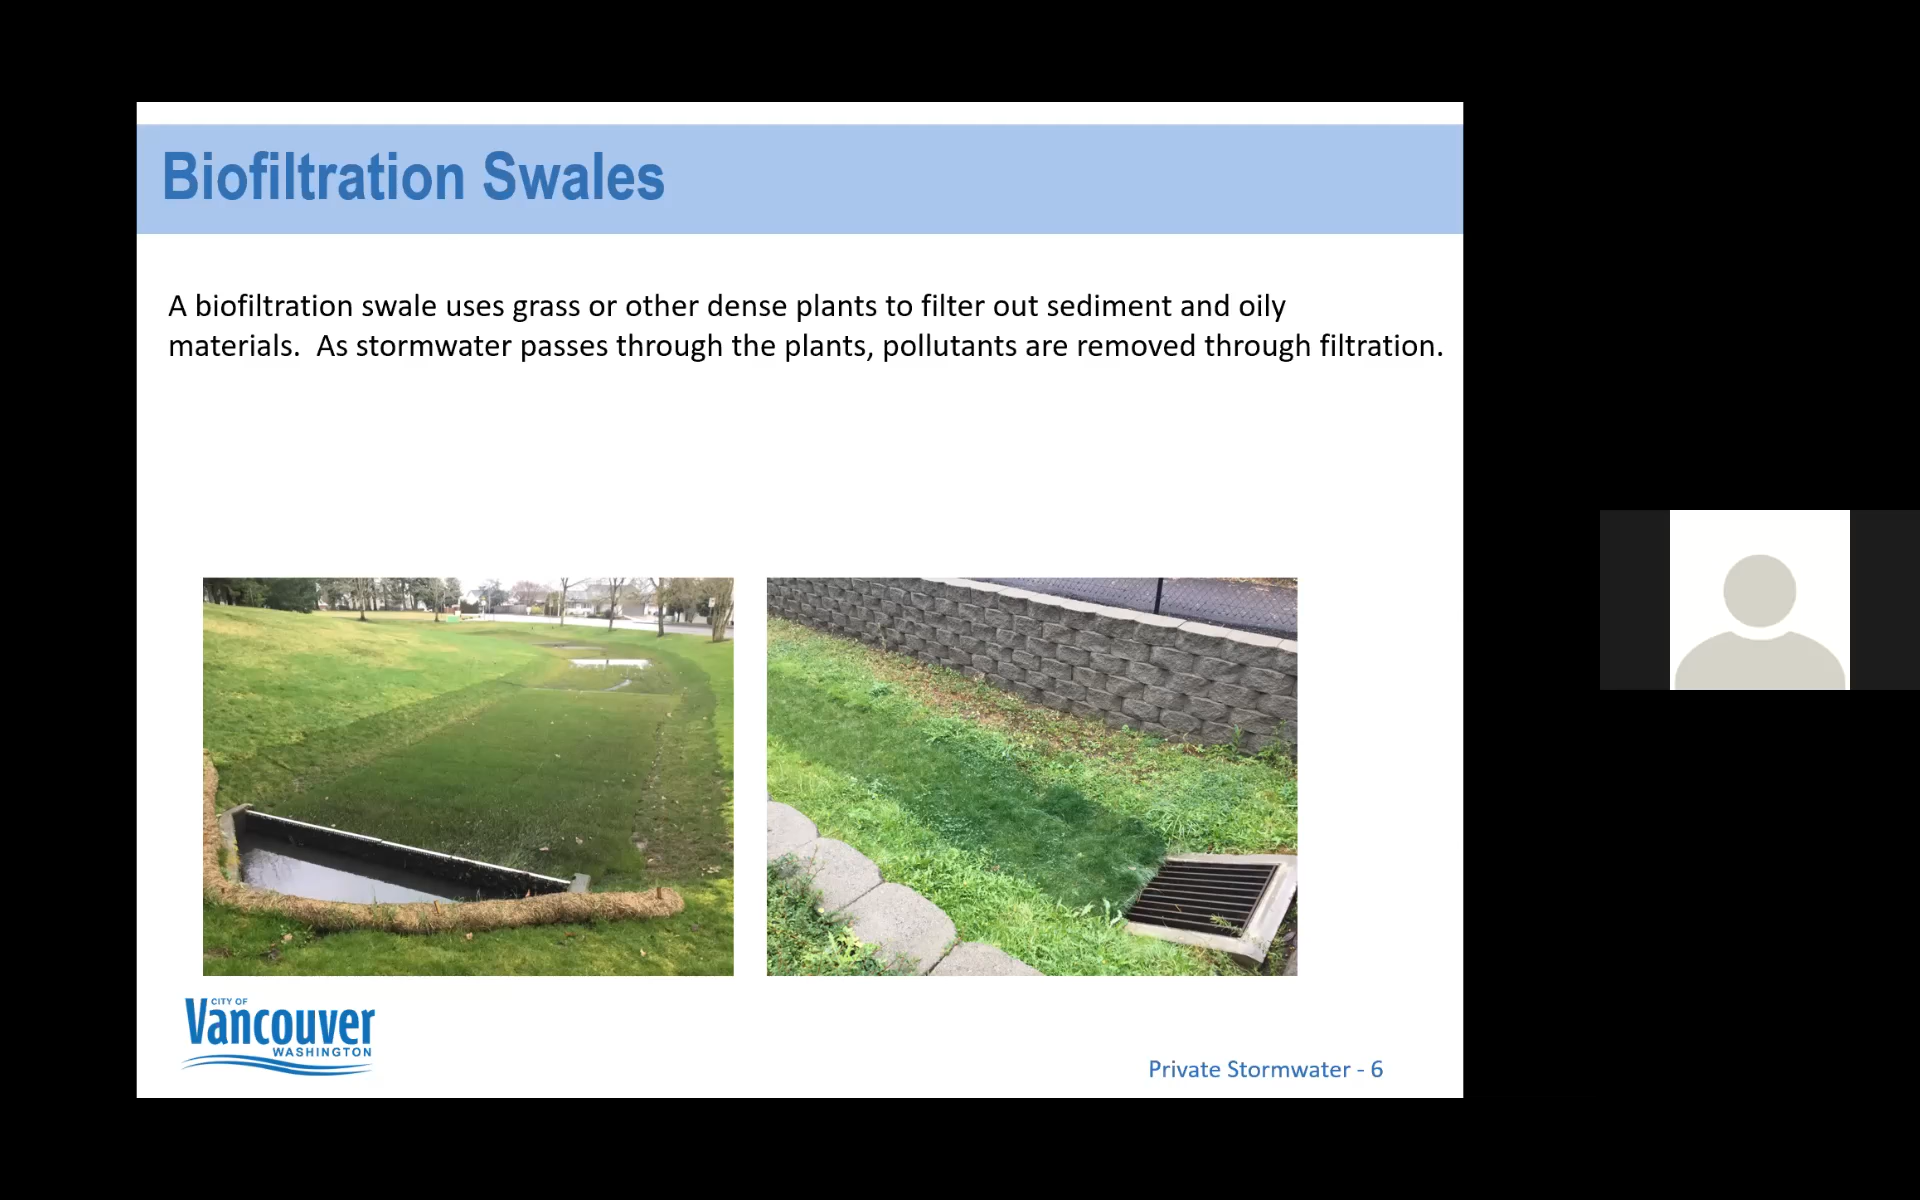 Biofiltration Swales
A biofiltration swale uses grass or other dense plants to filter out sediment and oily
materials.  As stormwater passes through the plants, pollutants are removed through filtration.
CITY OF
Vancouver
WASHINGTON
Private Stormwater - 6